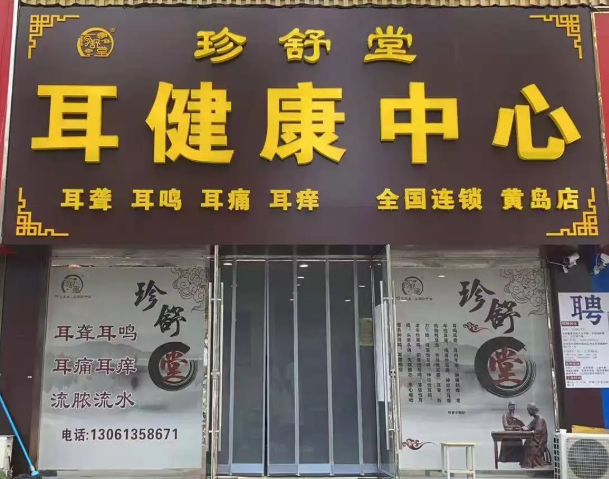 珍舒堂
耳健康中心
耳聋 耳鸣 耳痛 耳痒 全国连锁 黄岛店
珍舒堂
耳聋耳鸣
耳痛耳痒
流脓流水
电话:13061358671
珍舒堂
聘